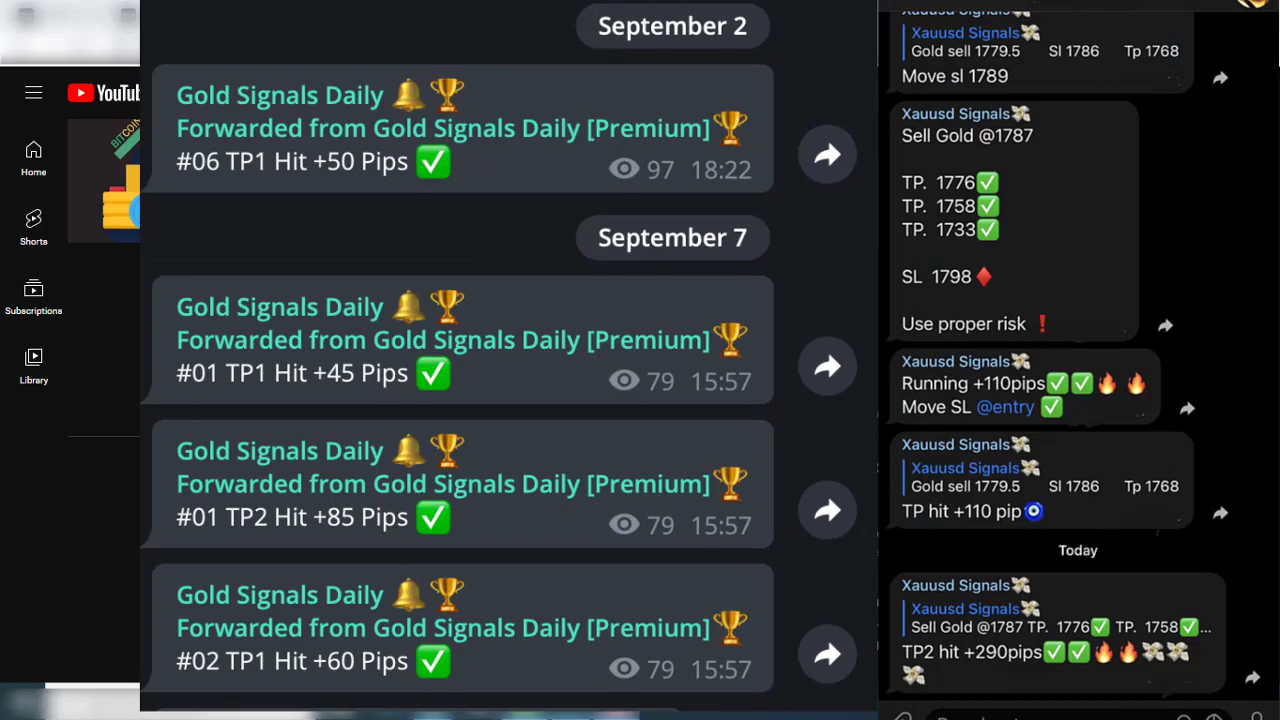 YouTu
BITCOIN
Home
Shorts
Subscriptions
Library
September 2
Gold Signals Daily 🔔🏆
Forwarded from Gold Signals Daily [Premium]🏆
#06 TP1 Hit +50 Pips ✅
97 18:22
September 7
Gold Signals Daily 🔔🏆
Forwarded from Gold Signals Daily [Premium]🏆
#01 TP1 Hit +45 Pips ✅
79 15:57
Gold Signals Daily 🔔🏆
Forwarded from Gold Signals Daily [Premium]🏆
#01 TP2 Hit +85 Pips ✅
79 15:57
Gold Signals Daily 🔔🏆
Forwarded from Gold Signals Daily [Premium]🏆
#02 TP1 Hit +60 Pips ✅
79 15:57
Xauusd Signals💸
Gold sell 1779.5 Sl 1786 Tp 1768
Move sl 1789
Xauusd Signals💸
Sell Gold @1787
TP. 1776✅
TP. 1758✅
TP. 1733✅
SL 1798♦️
Use proper risk ❗
Xauusd Signals💸
Running +110pips✅✅🔥🔥
Move SL @entry ✅
Xauusd Signals💸
Xauusd Signals💸
Gold sell 1779.5 Sl 1786 Tp 1768
TP hit +110 pip🧿
Today
Xauusd Signals💸
Xauusd Signals💸
Sell Gold @1787 TP. 1776✅ TP. 1758✅...
TP2 hit +290pips✅✅🔥🔥💸💸
💸